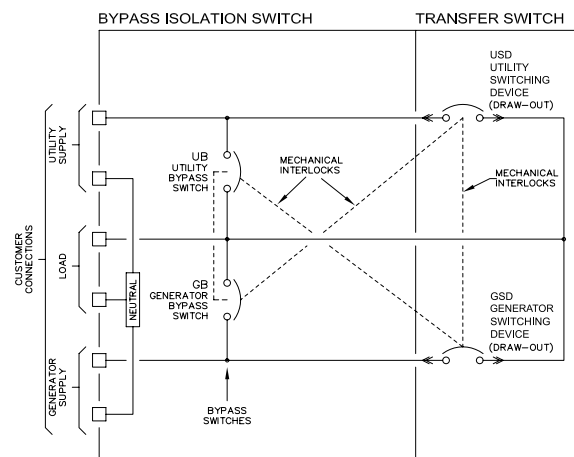 BYPASS ISOLATION SWITCH
TRANSFER SWITCH
USD
UTILITY
SWITCHING
DEVICE
(DRAW-OUT)
UTILITY
SUPPLY
UB
UTILITY
BYPASS
SWITCH
MECHANICAL
INTERLOCKS
MECHANICAL
INTERLOCKS
CUSTOMER
CONNECTIONS
LOAD
NEUTRAL
GB
GENERATOR
BYPASS
SWITCH
GSD
GENERATOR
SWITCHING
DEVICE
(DRAW-OUT)
GENERATOR
SUPPLY
BYPASS
SWITCHES